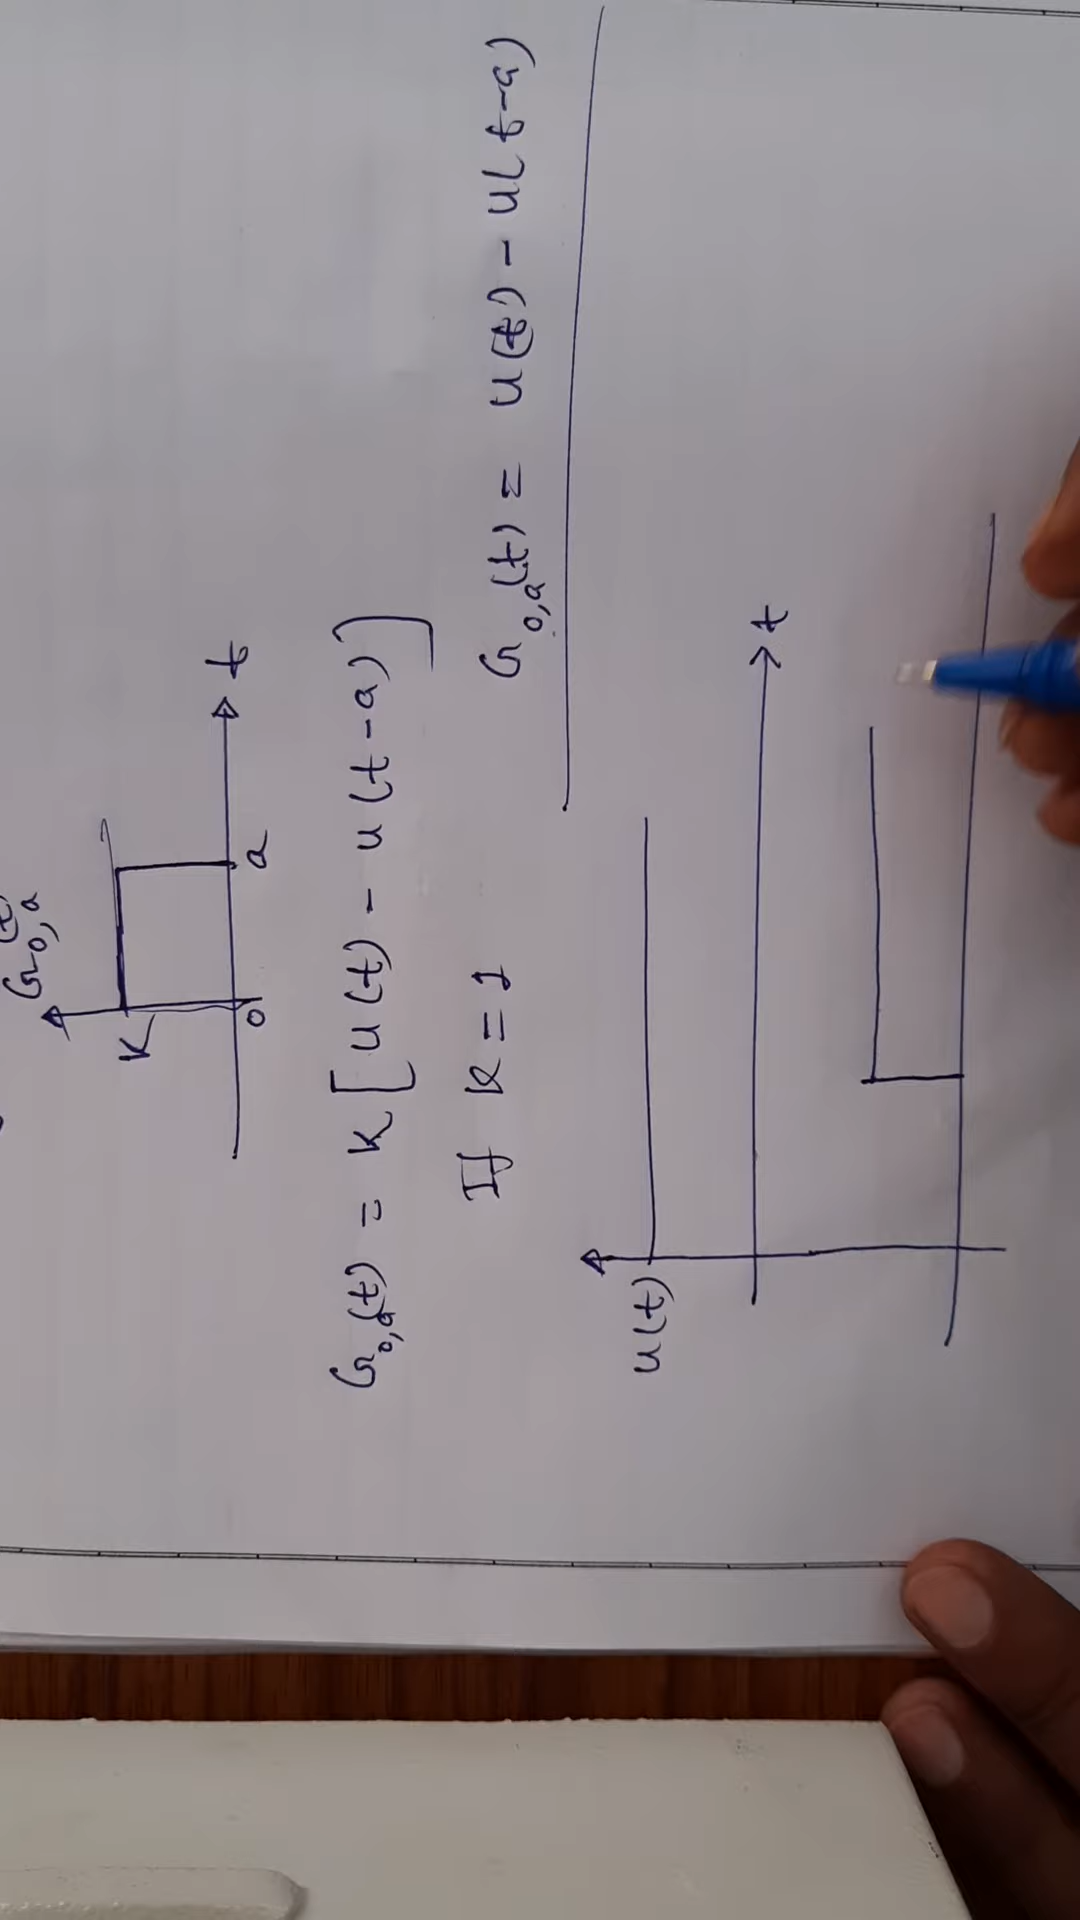 G₀,ₐ(t)
K
0 a t
G₀,ₐ(t) = K [u(t) - u(t-a)]
If K = 1
G₀,ₐ(t) = u(t) - u(t-a)
u(t)
t